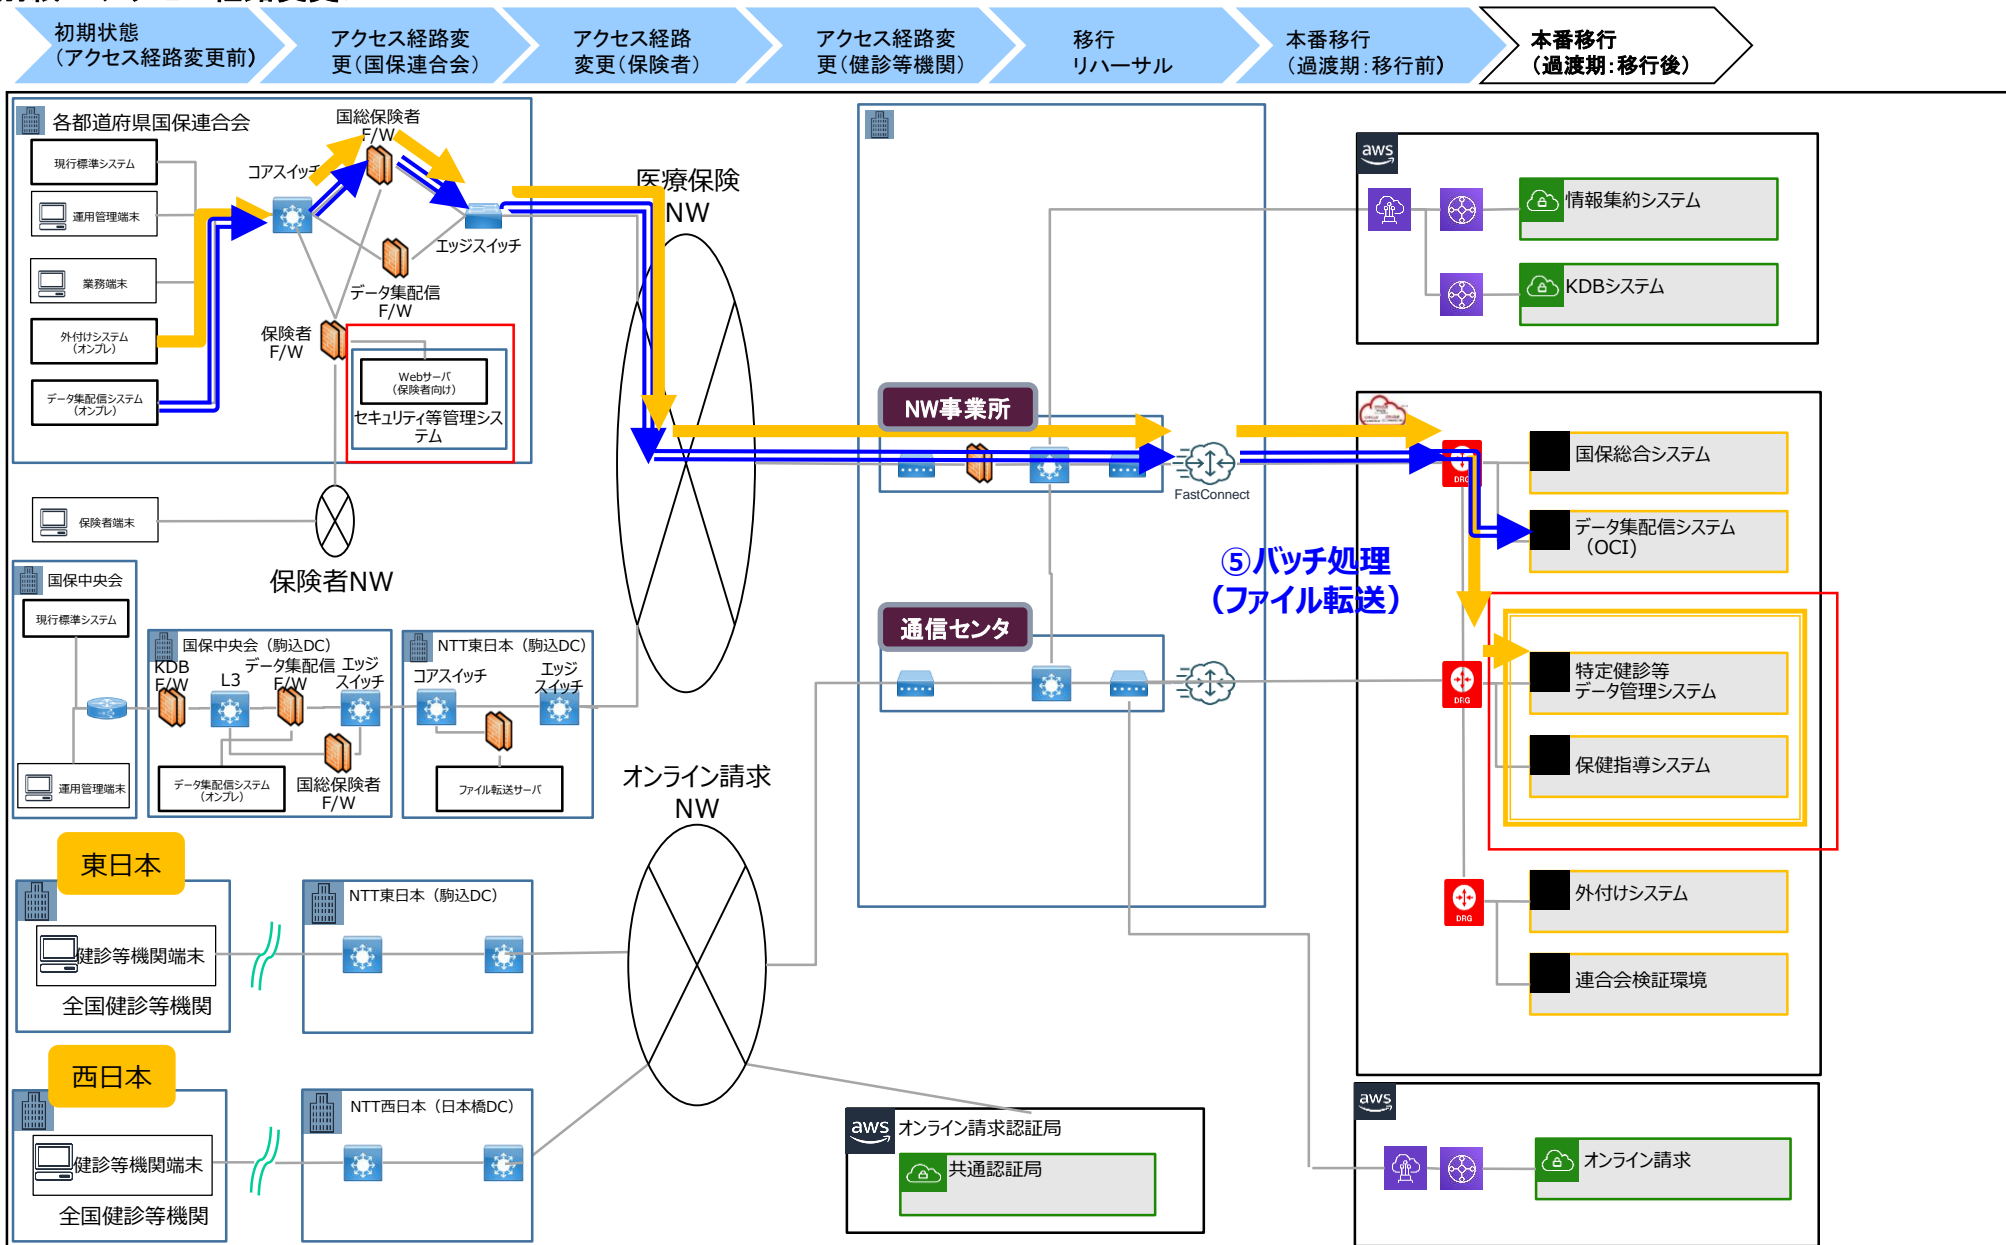 初期状態
（アクセス経路変更前）
アクセス経路変
更（国保連合会）
アクセス経路
変更（保険者）
アクセス経路変
更（健診等機関）
移行
リハーサル
本番移行
（過渡期：移行前）
本番移行
（過渡期：移行後）
各都道府県国保連合会
現行標準システム
運用管理端末
業務端末
外付けシステム
（オンプレ）
データ集配信システム
（オンプレ）
コアスイッチ
国総保険者
F/W
エッジスイッチ
データ集配信
F/W
保険者
F/W
Webサーバ
（保険者向け）
セキュリティ等管理シス
テム
医療保険
NW
保険者端末
保険者NW
国保中央会
現行標準システム
運用管理端末
国保中央会（駒込DC）
KDB
F/W
L3
データ集配信
F/W
エッジ
スイッチ
データ集配信システム
（オンプレ）
国総保険者
F/W
NTT東日本（駒込DC）
コアスイッチ
エッジ
スイッチ
ファイル転送サーバ
オンライン請求
NW
東日本
健診等機関端末
全国健診等機関
NTT東日本（駒込DC）
西日本
健診等機関端末
全国健診等機関
NTT西日本（日本橋DC）
NW事業所
FastConnect
通信センタ
⑤バッチ処理
（ファイル転送）
aws
オンライン請求認証局
共通認証局
aws
情報集約システム
KDBシステム
DRG
国保総合システム
データ集配信システム
（OCI）
DRG
特定健診等
データ管理システム
保健指導システム
DRG
外付けシステム
連合会検証環境
aws
オンライン請求